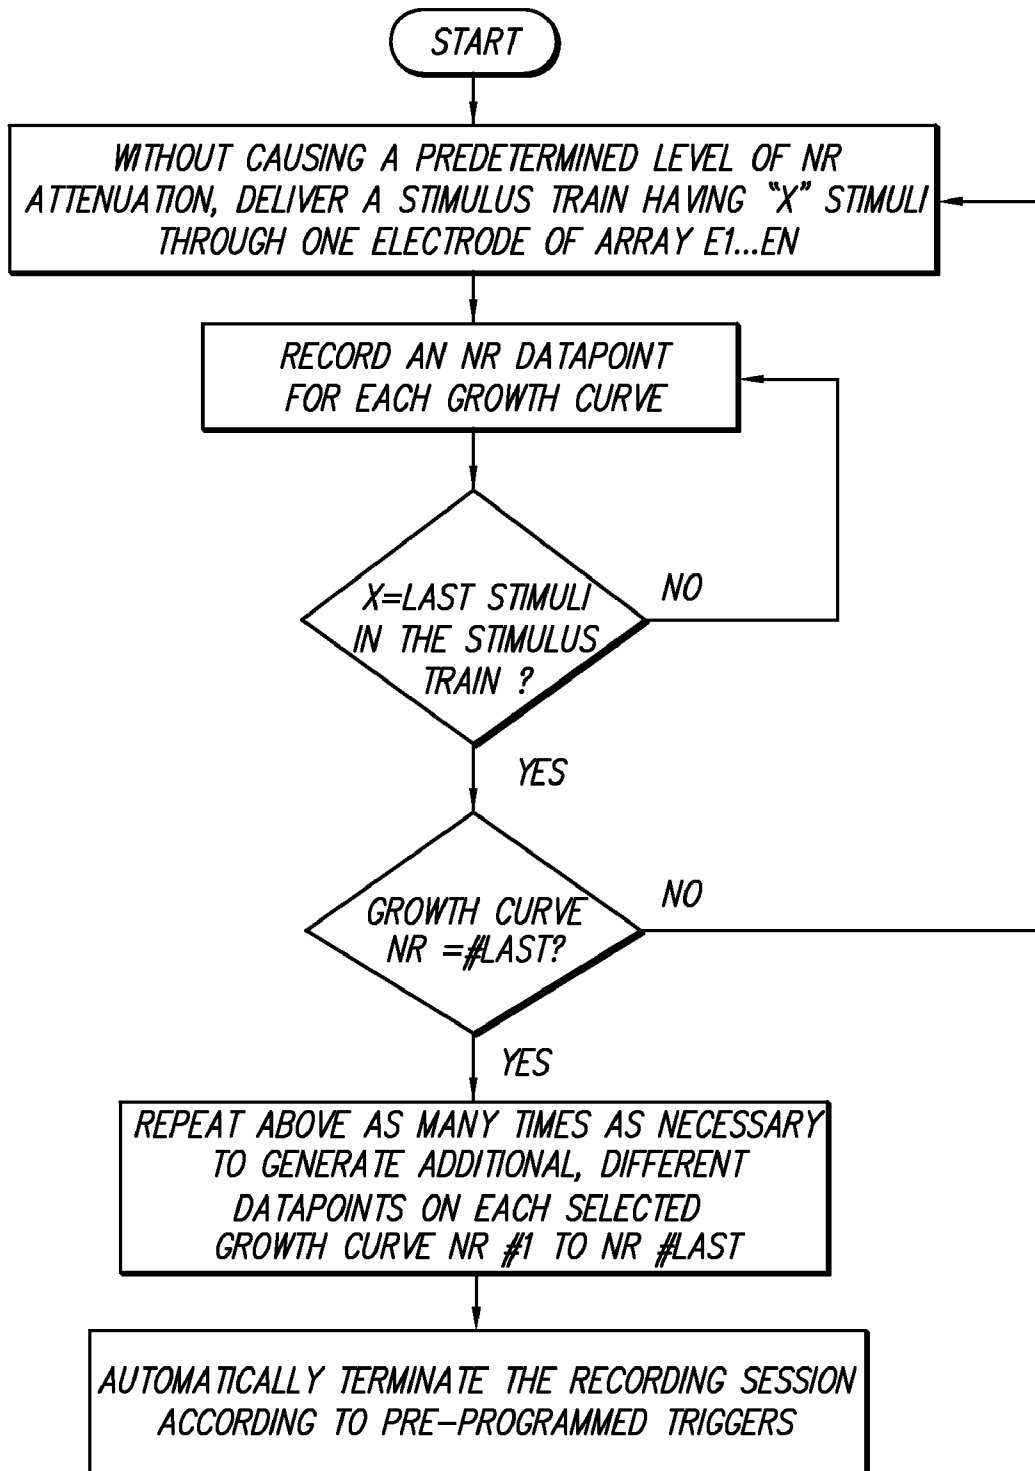 START
WITHOUT CAUSING A PREDETERMINED LEVEL OF NR
ATTENUATION, DELIVER A STIMULUS TRAIN HAVING "X" STIMULI
THROUGH ONE ELECTRODE OF ARRAY E1...EN
RECORD AN NR DATAPOINT
FOR EACH GROWTH CURVE
X=LAST STIMULI
IN THE STIMULUS
TRAIN ?
NO
YES
GROWTH CURVE
NR =#LAST?
NO
YES
REPEAT ABOVE AS MANY TIMES AS NECESSARY
TO GENERATE ADDITIONAL, DIFFERENT
DATAPOINTS ON EACH SELECTED
GROWTH CURVE NR #1 TO NR #LAST
AUTOMATICALLY TERMINATE THE RECORDING SESSION
ACCORDING TO PRE-PROGRAMMED TRIGGERS